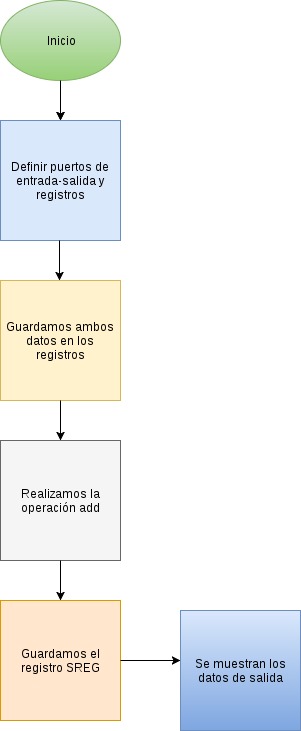 Inicio
Definir puertos de
entrada-salida y
registros
Guardamos ambos
datos en los
registros
Realizamos la
operación add
Guardamos el
registro SREG
Se muestran los
datos de salida